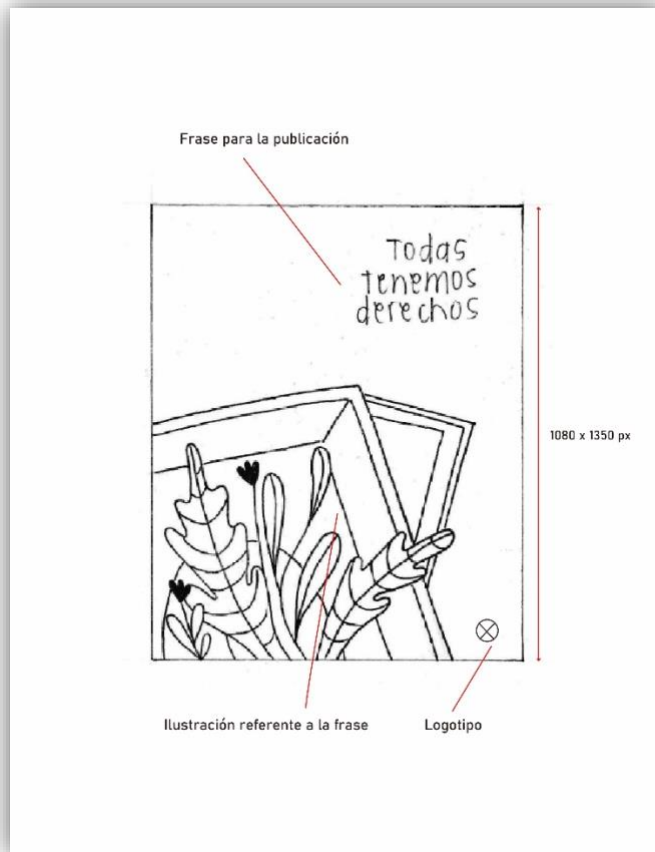 Frase para la publicación
Todas
tenemos
derechos
1080 x 1350 px
Ilustración referente a la frase
Logotipo